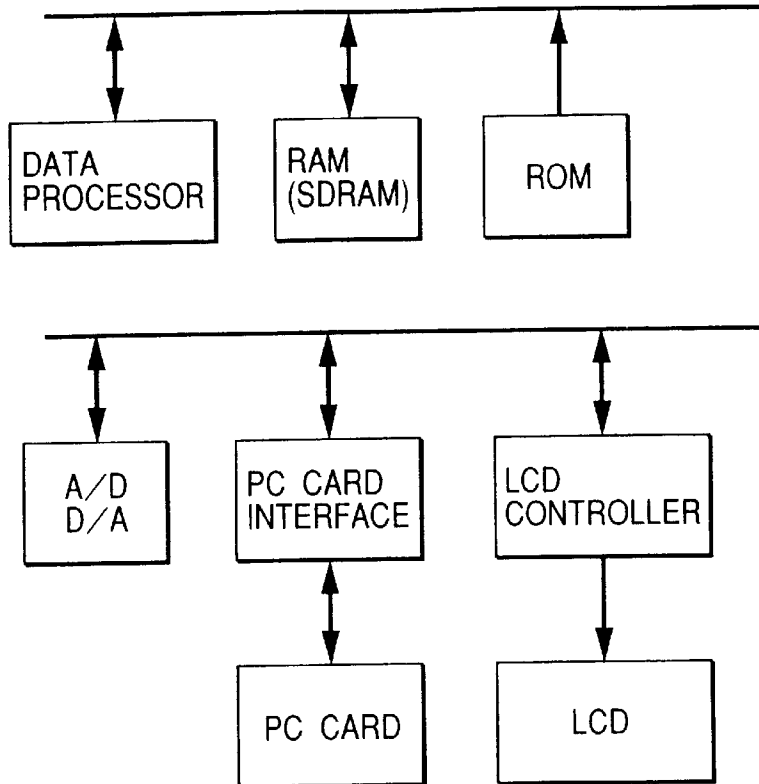 DATA
PROCESSOR
RAM
(SDRAM)
ROM
A/D
D/A
PC CARD
INTERFACE
LCD
CONTROLLER
PC CARD
LCD